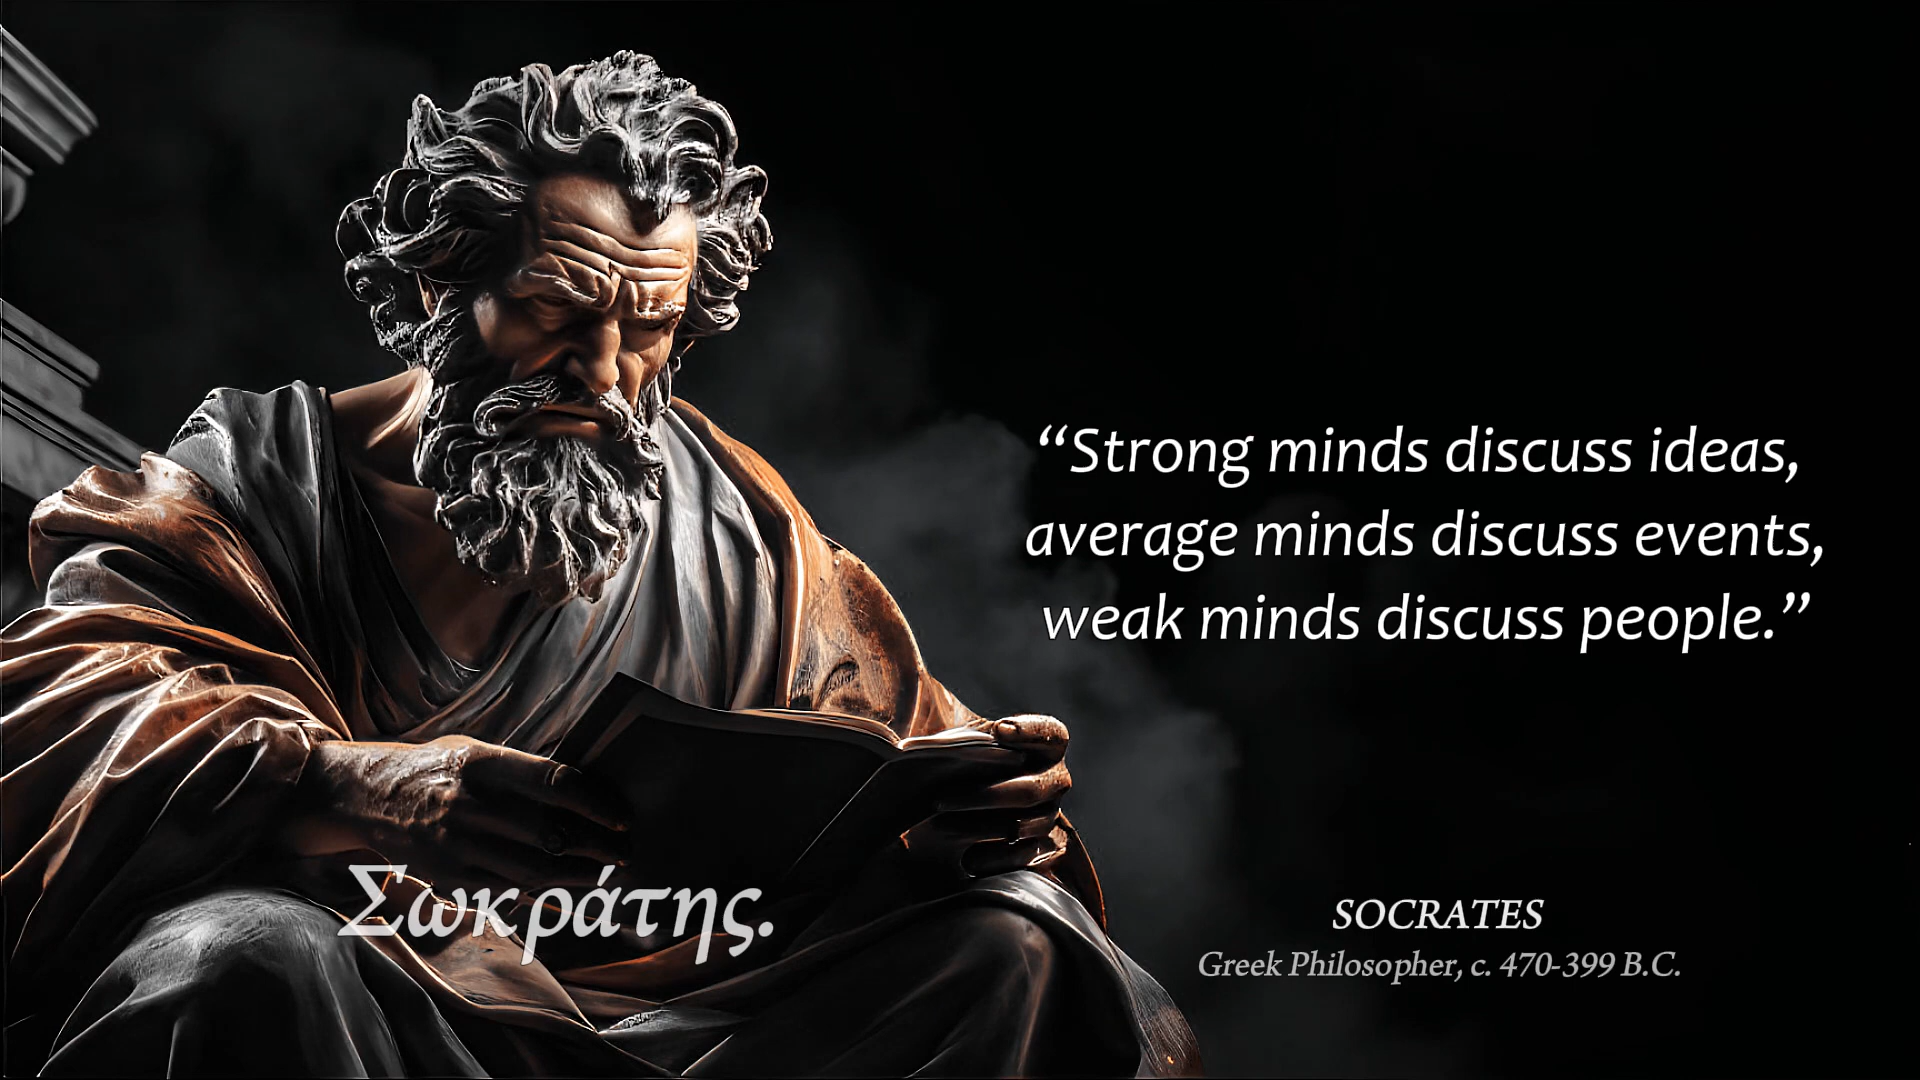 “Strong minds discuss ideas,
average minds discuss events,
weak minds discuss people.”
Σωκράτης.
SOCRATES
Greek Philosopher, c. 470-399 B.C.